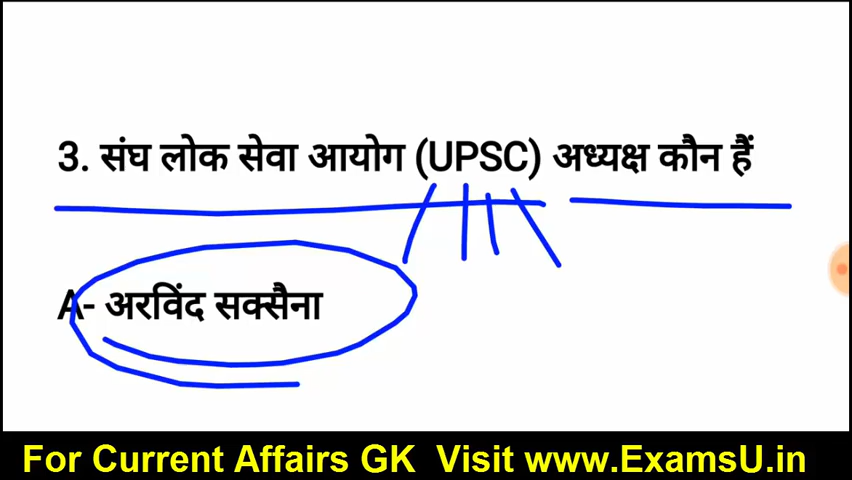 3. संघ लोक सेवा आयोग (UPSC) अध्यक्ष कौन हैं
A- अरविंद सक्सैना
For Current Affairs GK Visit www.ExamsU.in